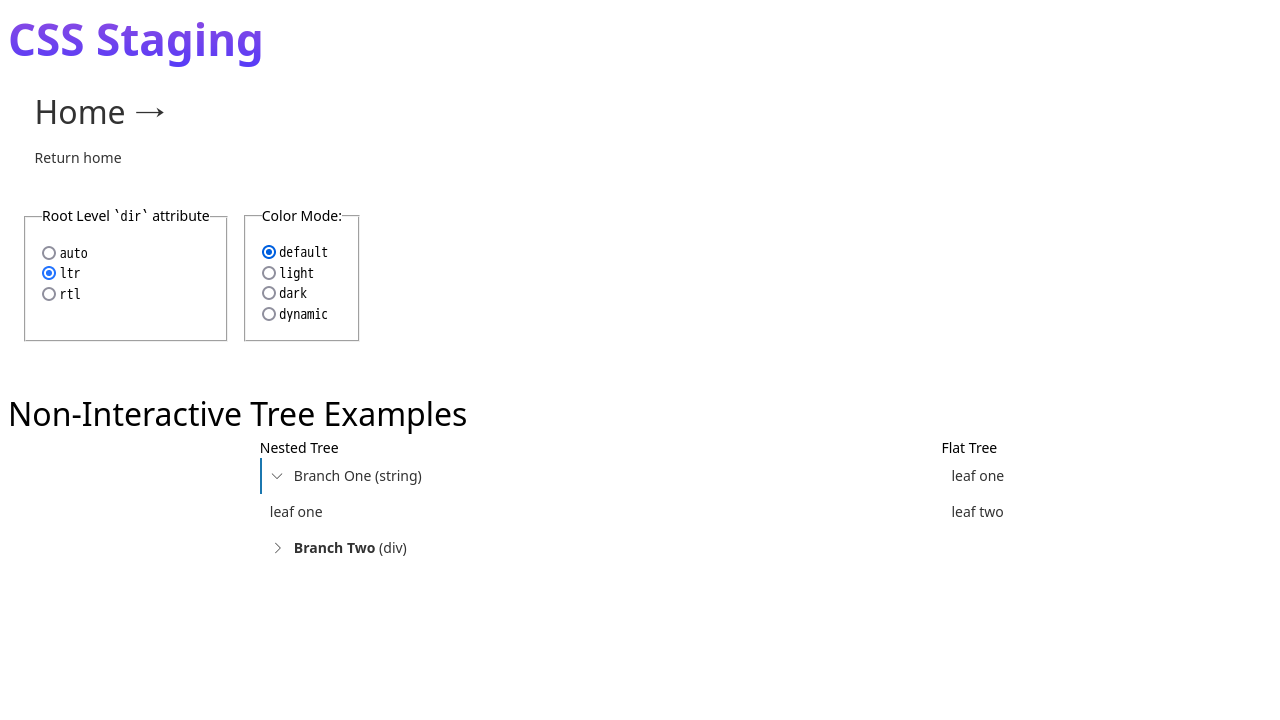 CSS Staging
Home →
Return home
Root Level `dir` attribute
auto
ltr
rtl
Color Mode:
default
light
dark
dynamic
Non-Interactive Tree Examples
Nested Tree
Branch One (string)
leaf one
Branch Two (div)
Flat Tree
leaf one
leaf two